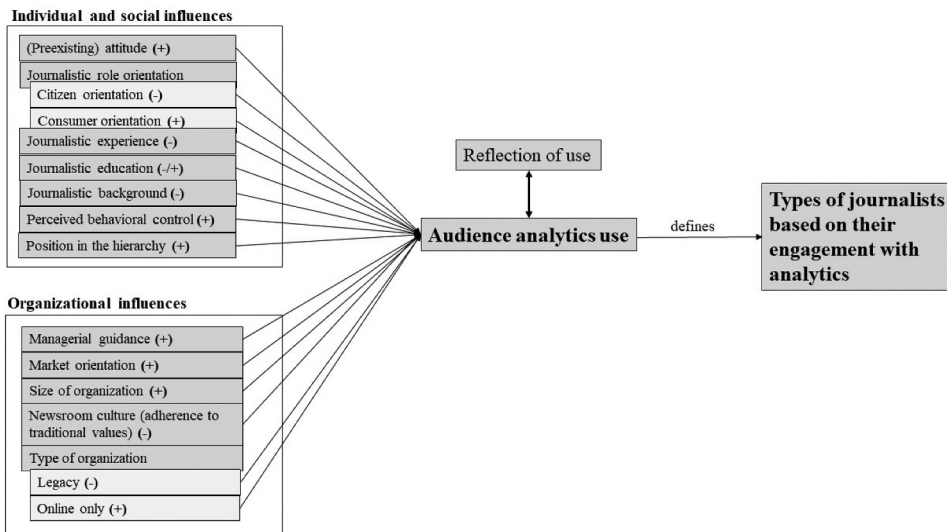 Individual and social influences
(Preexisting) attitude (+)
Journalistic role orientation
Citizen orientation (-)
Consumer orientation (+)
Journalistic experience (-)
Journalistic education (-/+)
Journalistic background (-)
Perceived behavioral control (+)
Position in the hierarchy (+)
Organizational influences
Managerial guidance (+)
Market orientation (+)
Size of organization (+)
Newsroom culture (adherence to
traditional values) (-)
Type of organization
Legacy (-)
Online only (+)
Reflection of use
Audience analytics use
defines
Types of journalists
based on their
engagement with
analytics